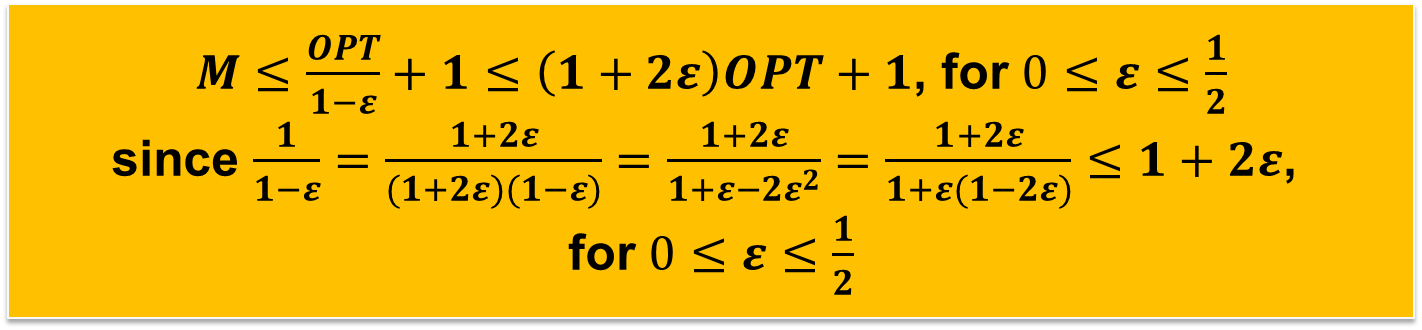 M ≤ OPT/(1−ε) + 1 ≤ (1 + 2ε)OPT + 1, for 0 ≤ ε ≤ 1/2
since 1/(1−ε) = (1+2ε)/((1+2ε)(1−ε)) = (1+2ε)/(1+ε−2ε²) = (1+2ε)/(1+ε(1−2ε)) ≤ 1 + 2ε,
for 0 ≤ ε ≤ 1/2